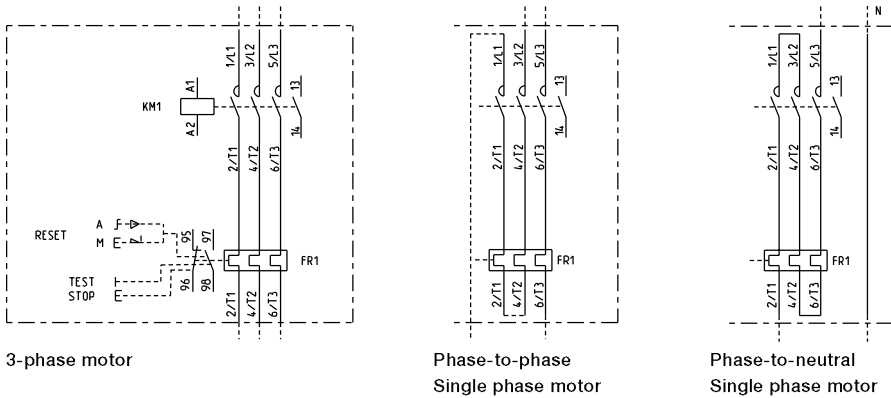 N
1/L1 3/L2 5/L3
1/L1 3/L2 5/L3
1/L1 3/L2 5/L3
A1 13
13
13
KM1
A2 14
14
14
2/T1 4/T2 6/T3
2/T1 4/T2 6/T3
2/T1 4/T2 6/T3
RESET A
M
95 97
FR1
FR1
FR1
TEST
STOP
96 98
2/T1 4/T2 6/T3
2/T1 4/T2 6/T3
2/T1 4/T2 6/T3
3-phase motor
Phase-to-phase
Single phase motor
Phase-to-neutral
Single phase motor